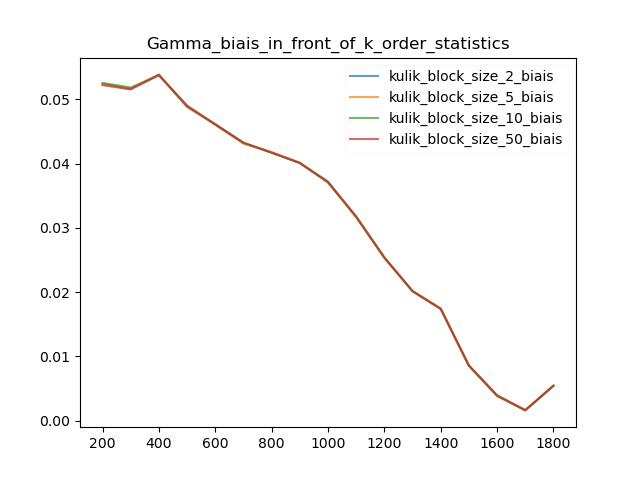 Gamma_biais_in_front_of_k_order_statistics
kulik_block_size_2_biais
kulik_block_size_5_biais
kulik_block_size_10_biais
kulik_block_size_50_biais
0.05
0.04
0.03
0.02
0.01
0.00
200 400 600 800 1000 1200 1400 1600 1800